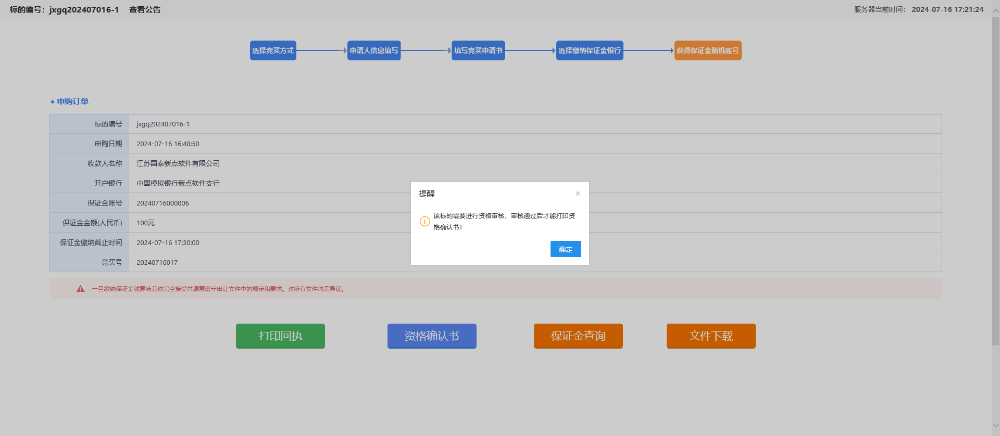 标的编号：jxgq202407016-1 查看公告
服务器当前时间： 2024-07-16 17:21:24
选择竞买方式 申请人信息填写 填写竞买申请书 选择缴纳保证金银行 获得保证金随机账号
申购订单
标的编号 jxgq202407016-1
申购日期 2024-07-16 16:48:50
收款人名称 江苏国泰新点软件有限公司
开户银行 中国模拟银行新点软件支行
保证金账号 20240716000006
保证金金额(人民币) 100元
保证金缴纳截止时间 2024-07-16 17:30:00
竞买号 20240716017
提醒
该标的需要进行资格审核，审核通过后才能打印资
格确认书！
确定
一旦缴纳保证金就意味着你完全接受并愿意遵守出让文件中的规定和要求。对所有文件均无异议。
打印回执 资格确认书 保证金查询 文件下载